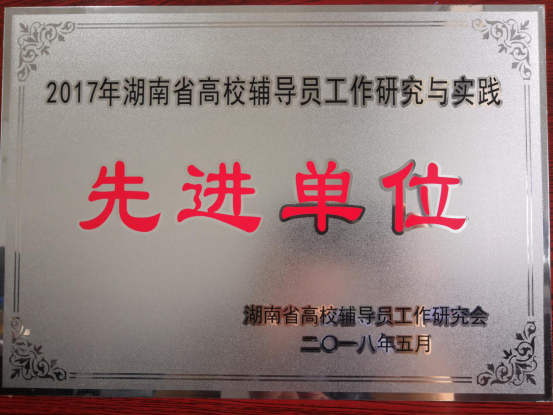 2017年湖南省高校辅导员工作研究与实践
先进单位
湖南省高校辅导员工作研究会
二〇一八年五月